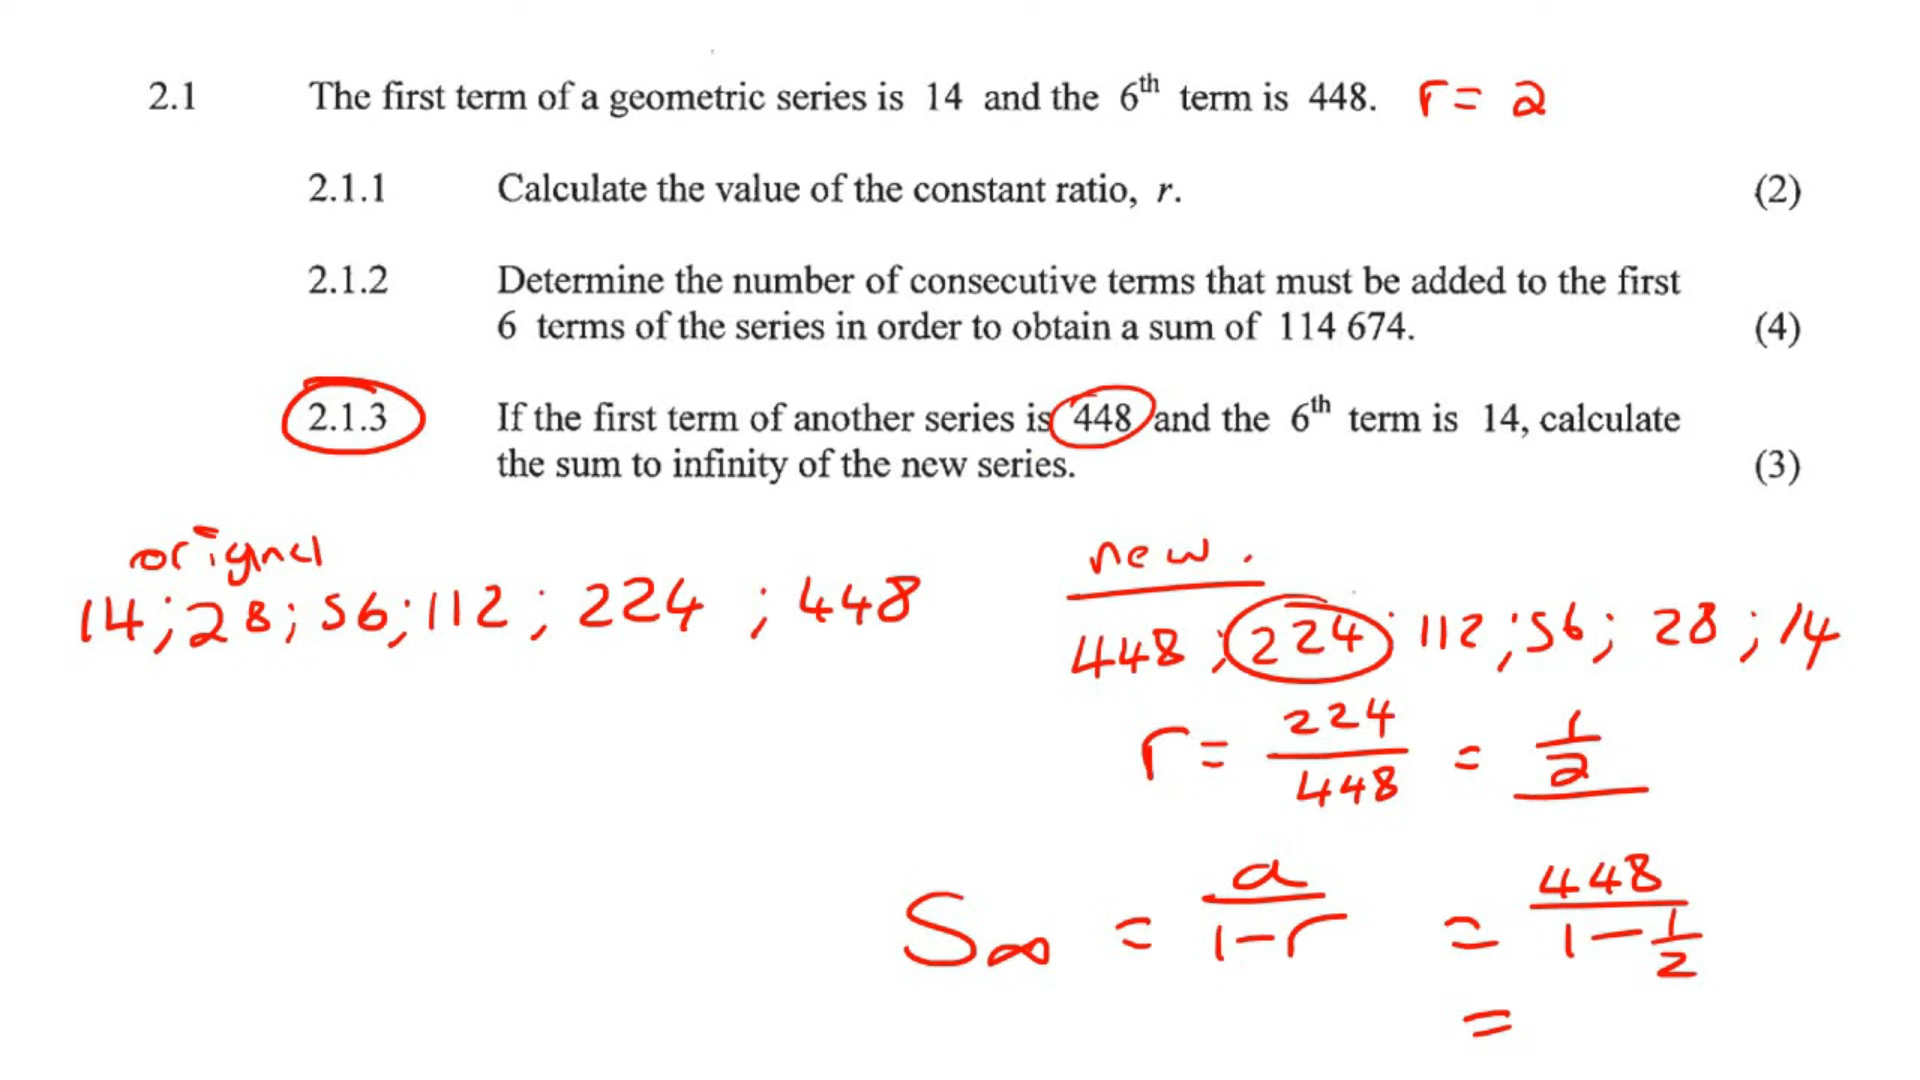 2.1 The first term of a geometric series is 14 and the 6th term is 448. r = 2
2.1.1 Calculate the value of the constant ratio, r. (2)
2.1.2 Determine the number of consecutive terms that must be added to the first
6 terms of the series in order to obtain a sum of 114 674. (4)
2.1.3 If the first term of another series is 448 and the 6th term is 14, calculate
the sum to infinity of the new series. (3)
original
14; 28; 56; 112; 224; 448
new.
448; 224; 112; 56; 28; 14
r = 224/448 = 1/2
S∞ = a/(1-r) = 448/(1-1/2)
=